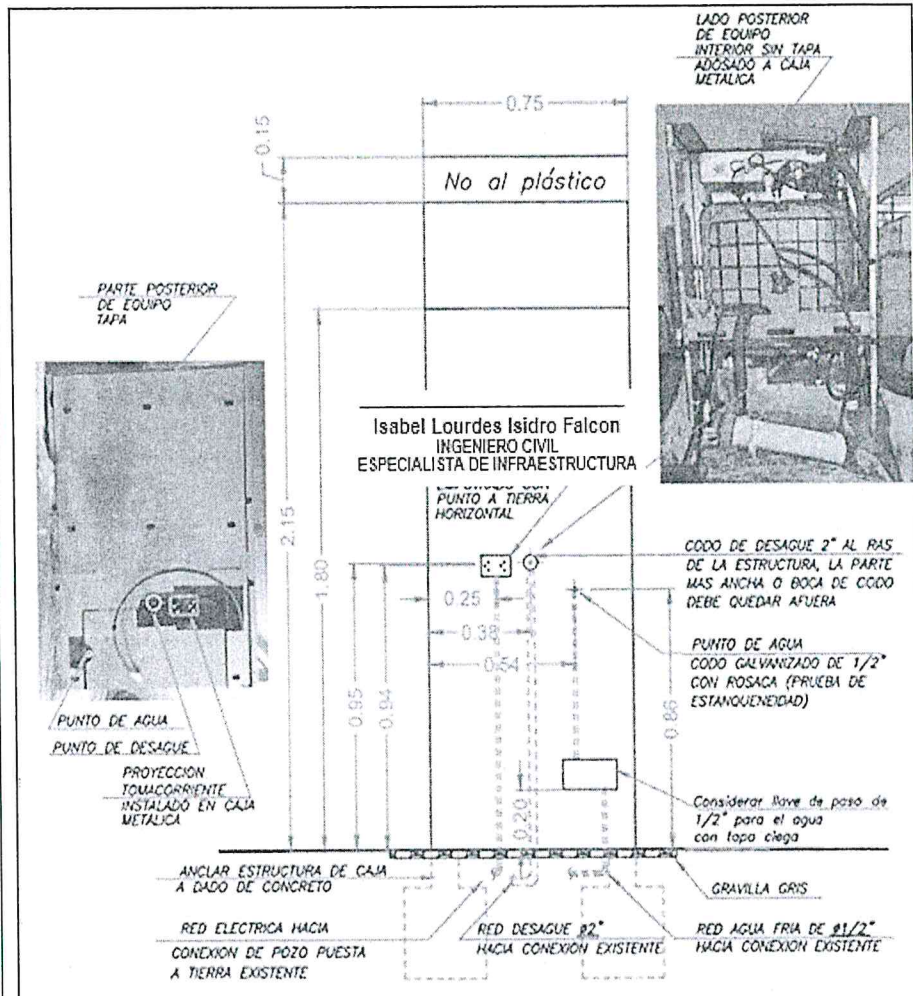 LADO POSTERIOR
DE EQUIPO
INTERIOR SIN TAPA
ADOSADO A CAJA
METALICA
0.75
0.15
No al plástico
PARTE POSTERIOR
DE EQUIPO
TAPA
Isabel Lourdes Isidro Falcon
INGENIERO CIVIL
ESPECIALISTA DE INFRAESTRUCTURA
PUNTO A TIERRA
HORIZONTAL
2.15
1.80
CODO DE DESAGUE 2" AL RAS
DE LA ESTRUCTURA, LA PARTE
MAS ANCHA O BOCA DE CODO
DEBE QUEDAR AFUERA
0.25
0.38
0.54
0.95
0.94
0.86
PUNTO DE AGUA
CODO GALVANIZADO DE 1/2"
CON ROSACA (PRUEBA DE
ESTANQUENEIDAD)
PUNTO DE AGUA
PUNTO DE DESAGUE
PROYECCION
TOMACORRIENTE
INSTALADO EN CAJA
METALICA
0.20
Considerar llave de paso de
1/2" para el agua
con tapa ciega
ANCLAR ESTRUCTURA DE CAJA
A DADO DE CONCRETO
GRAVILLA GRIS
RED ELECTRICA HACIA
CONEXION DE POZO PUESTA
A TIERRA EXISTENTE
RED DESAGUE ø2"
HACIA CONEXION EXISTENTE
RED AGUA FRIA DE ø1/2"
HACIA CONEXION EXISTENTE